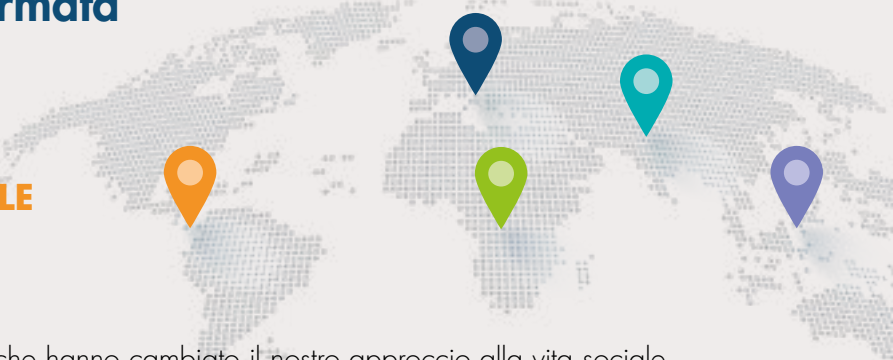 rmata
LE
che hanno cambiato il nostro approccio alla vita sociale